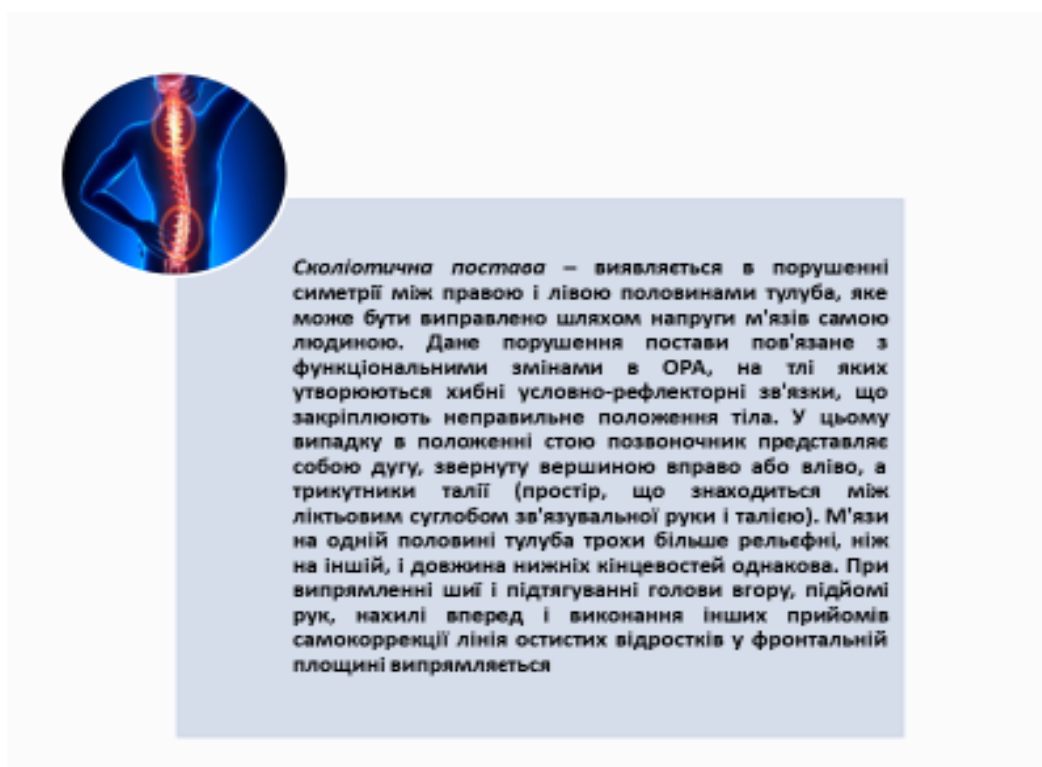 Сколіотична постава – виявляється в порушенні
симетрії між правою і лівою половинами тулуба, яке
може бути виправлено шляхом напруги м'язів самою
людиною. Дане порушення постави пов'язане з
функціональними змінами в ОРА, на тлі яких
утворюються хибні условно-рефлекторні зв'язки, що
закріплюють неправильне положення тіла. У цьому
випадку в положенні стою позвоночник представляє
собою дугу, звернуту вершиною вправо або вліво, а
трикутники талії (простір, що знаходиться між
ліктьовим суглобом зв'язувальної руки і талією). М'язи
на одній половині тулуба трохи більше рельєфні, ніж
на іншій, і довжина нижніх кінцевостей однакова. При
випрямленні шиї і підтягуванні голови вгору, підйомі
рук, нахилі вперед і виконання інших прийомів
самокоррекції лінія остистих відростків у фронтальній
площині випрямляється